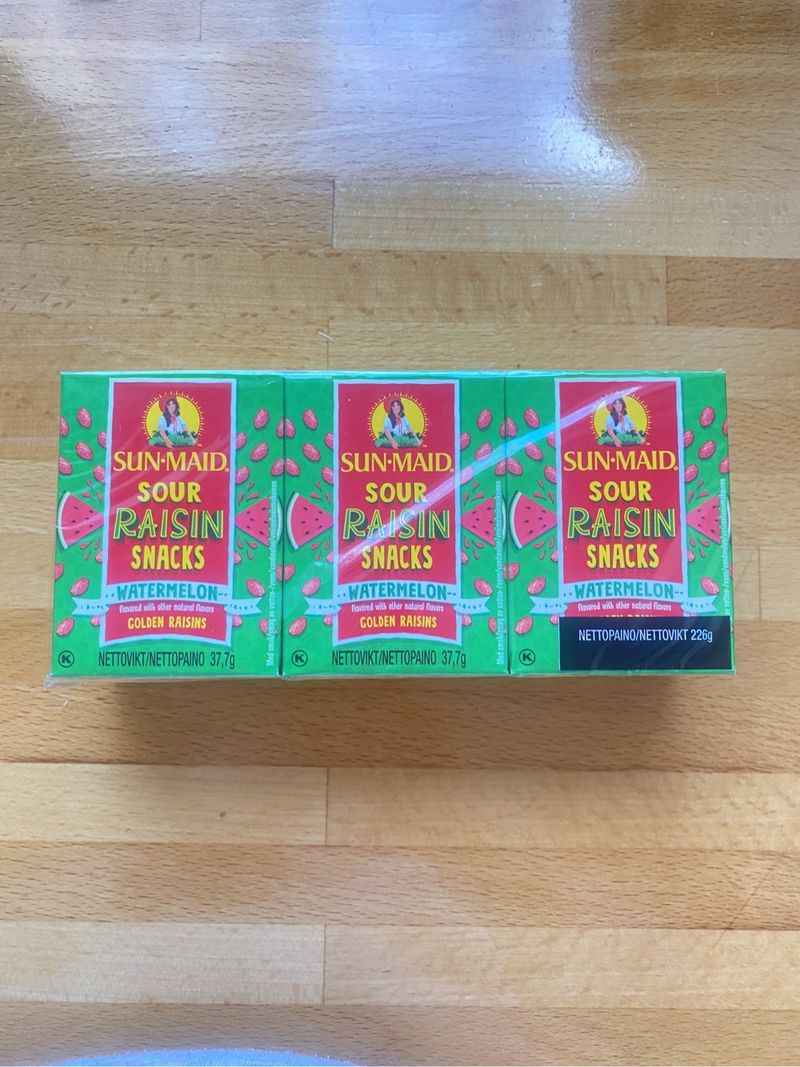 SUN•MAID®
SOUR
RAISIN
SNACKS
WATERMELON
flavored with other natural flavors
GOLDEN RAISINS
K
NETTOVIKT/NETTOPAINO 37,7g
SUN•MAID®
SOUR
RAISIN
SNACKS
WATERMELON
flavored with other natural flavors
GOLDEN RAISINS
K
NETTOVIKT/NETTOPAINO 37,7g
SUN•MAID®
SOUR
RAISIN
SNACKS
WATERMELON
flavored with other natural flavors
K
NETTOPAINO/NETTOVIKT 226g